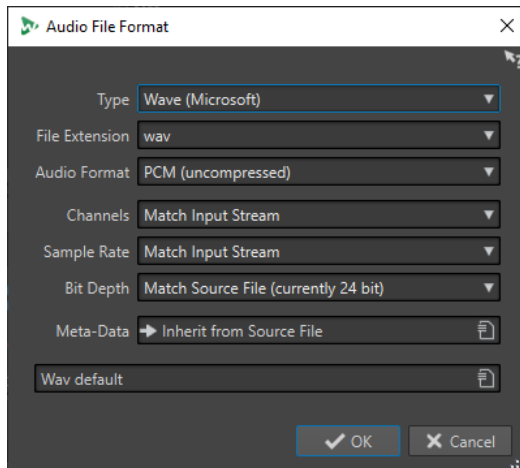 Audio File Format
Type Wave (Microsoft)
File Extension wav
Audio Format PCM (uncompressed)
Channels Match Input Stream
Sample Rate Match Input Stream
Bit Depth Match Source File (currently 24 bit)
Meta-Data Inherit from Source File
Wav default
OK Cancel